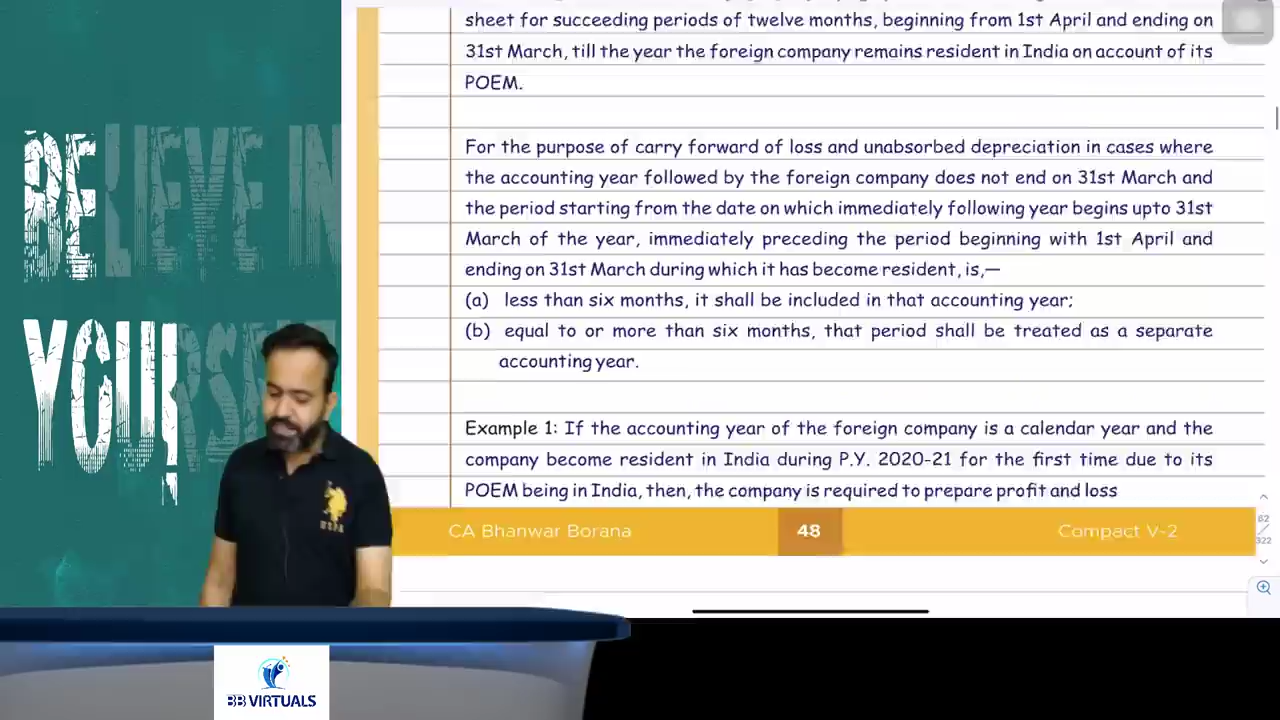 sheet for succeeding periods of twelve months, beginning from 1st April and ending on
31st March, till the year the foreign company remains resident in India on account of its
POEM.
For the purpose of carry forward of loss and unabsorbed depreciation in cases where
the accounting year followed by the foreign company does not end on 31st March and
the period starting from the date on which immediately following year begins upto 31st
March of the year, immediately preceding the period beginning with 1st April and
ending on 31st March during which it has become resident, is,—
(a) less than six months, it shall be included in that accounting year;
(b) equal to or more than six months, that period shall be treated as a separate
accounting year.
Example 1: If the accounting year of the foreign company is a calendar year and the
company become resident in India during P.Y. 2020-21 for the first time due to its
POEM being in India, then, the company is required to prepare profit and loss
CA Bhanwar Borana
48
Compact V-2
62
322
BELIEVE IN
YOURSELF
USPA
BB VIRTUALS